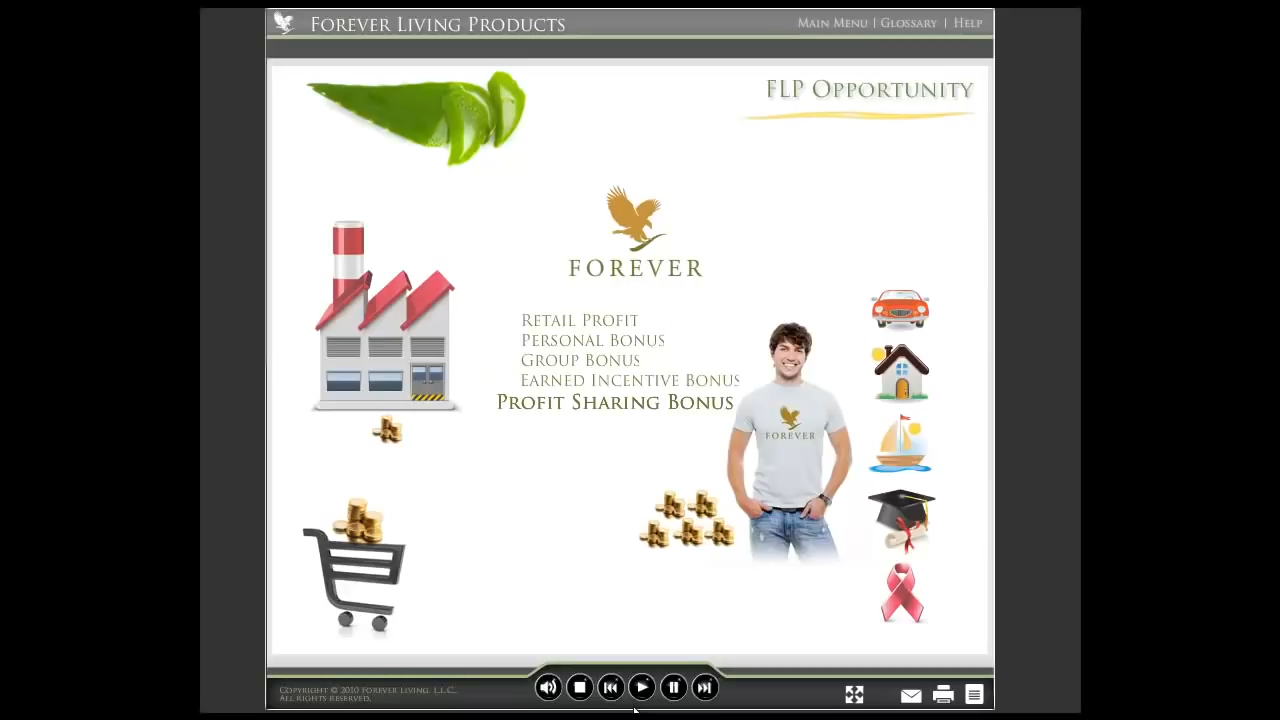 FOREVER LIVING PRODUCTS
MAIN MENU | GLOSSARY | HELP
FLP OPPORTUNITY
FOREVER
RETAIL PROFIT
PERSONAL BONUS
GROUP BONUS
EARNED INCENTIVE BONUS
PROFIT SHARING BONUS
FOREVER
COPYRIGHT © 2010 FOREVER LIVING. L.L.C.
ALL RIGHTS RESERVED.